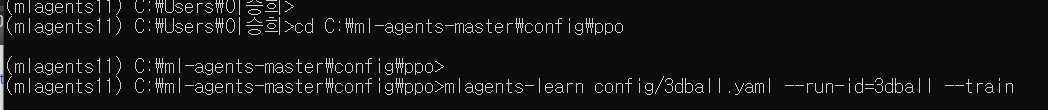 (mlagents11) C:₩Users₩이승희>
(mlagents11) C:₩Users₩이승희>cd C:₩ml-agents-master₩config₩ppo
(mlagents11) C:₩ml-agents-master₩config₩ppo>
(mlagents11) C:₩ml-agents-master₩config₩ppo>mlagents-learn config/3dball.yaml --run-id=3dball --train